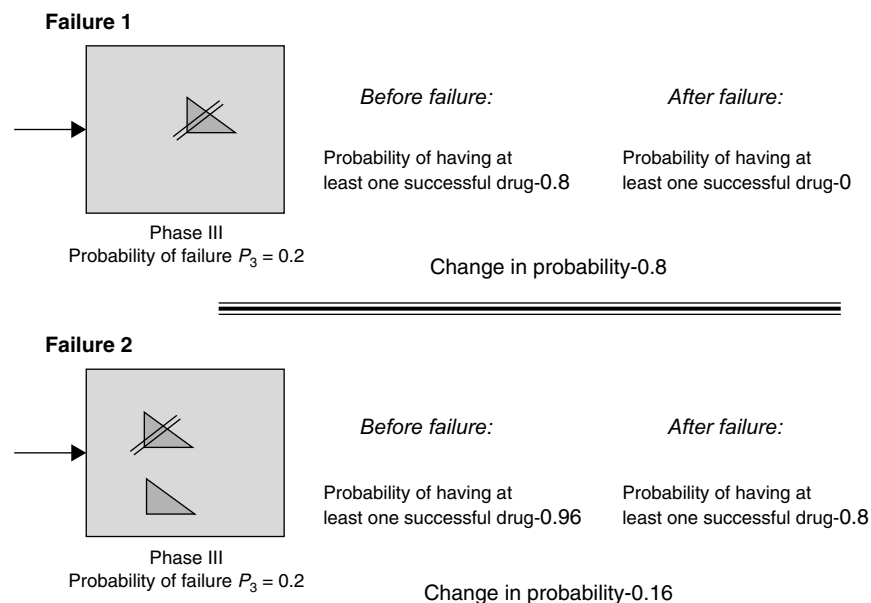 Failure 1
Before failure:
After failure:
Probability of having at
least one successful drug-0.8
Probability of having at
least one successful drug-0
Phase III
Probability of failure P3 = 0.2
Change in probability-0.8
Failure 2
Before failure:
After failure:
Probability of having at
least one successful drug-0.96
Probability of having at
least one successful drug-0.8
Phase III
Probability of failure P3 = 0.2
Change in probability-0.16